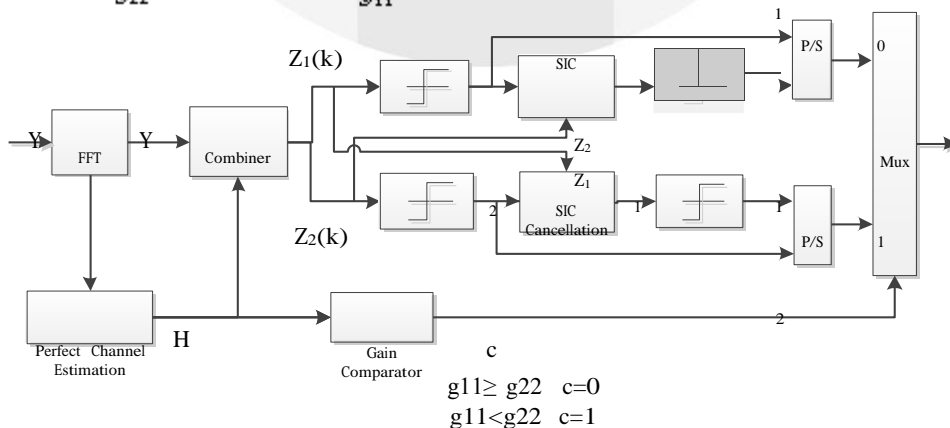 1
Z1(k)
SIC
P/S
0
Y
FFT
Y
Combiner
Z2
Mux
Z1
2
SIC
Cancellation
1
1
P/S
1
Z2(k)
H
2
Perfect Channel
Estimation
Gain
Comparator
c
g11≥ g22 c=0
g11<g22 c=1